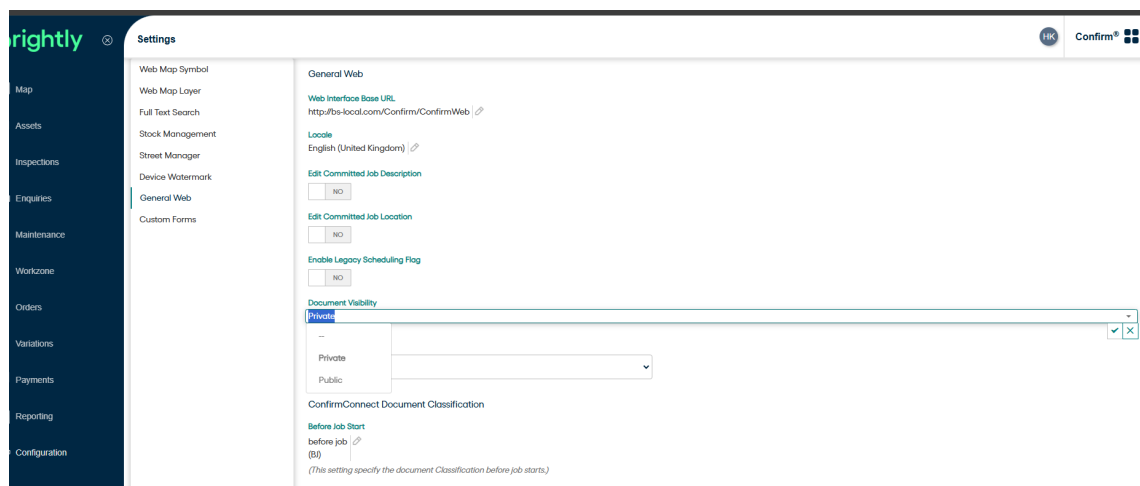 brightly
Settings
HK
Confirm®
Map
Assets
Inspections
Enquiries
Maintenance
Workzone
Orders
Variations
Payments
Reporting
Configuration
Web Map Symbol
Web Map Layer
Full Text Search
Stock Management
Street Manager
Device Watermark
General Web
Custom Forms
General Web
Web Interface Base URL
http://bs-local.com/Confirm/ConfirmWeb
Locale
English (United Kingdom)
Edit Committed Job Description
NO
Edit Committed Job Location
NO
Enable Legacy Scheduling Flag
NO
Document Visibility
Private
--
Private
Public
ConfirmConnect Document Classification
Before Job Start
before job
(BJ)
(This setting specify the document Classification before job starts.)